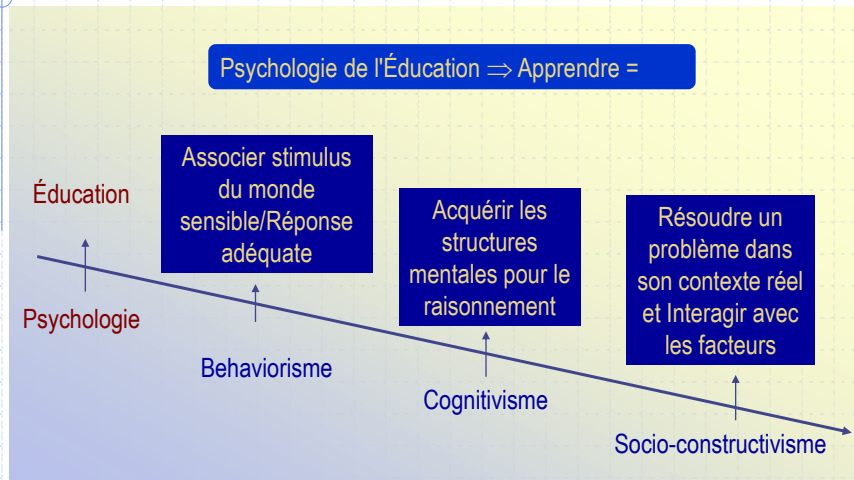 Psychologie de l'Éducation ⇒ Apprendre =
Éducation
Psychologie
Associer stimulus
du monde
sensible/Réponse
adéquate
Behaviorisme
Acquérir les
structures
mentales pour le
raisonnement
Cognitivisme
Résoudre un
problème dans
son contexte réel
et Interagir avec
les facteurs
Socio-constructivisme